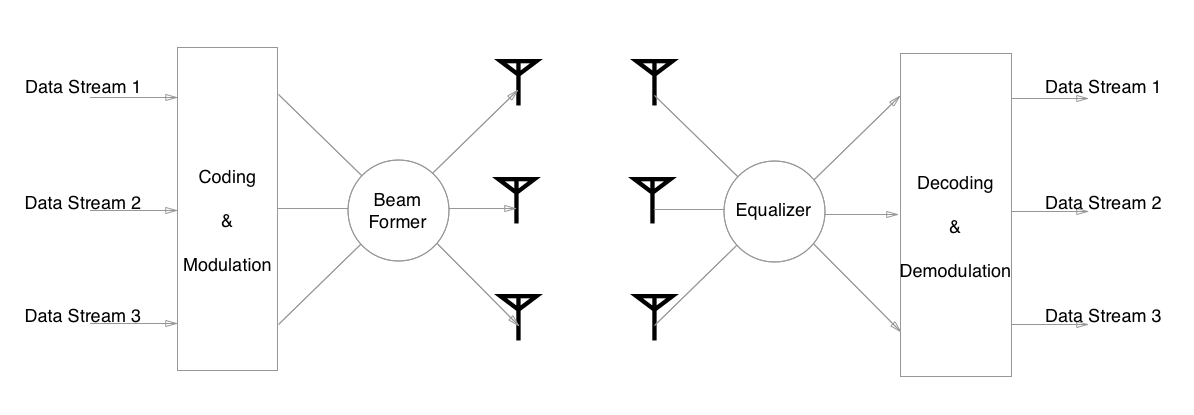 Data Stream 1
Data Stream 2
Data Stream 3
Coding
&
Modulation
Beam
Former
Equalizer
Decoding
&
Demodulation
Data Stream 1
Data Stream 2
Data Stream 3